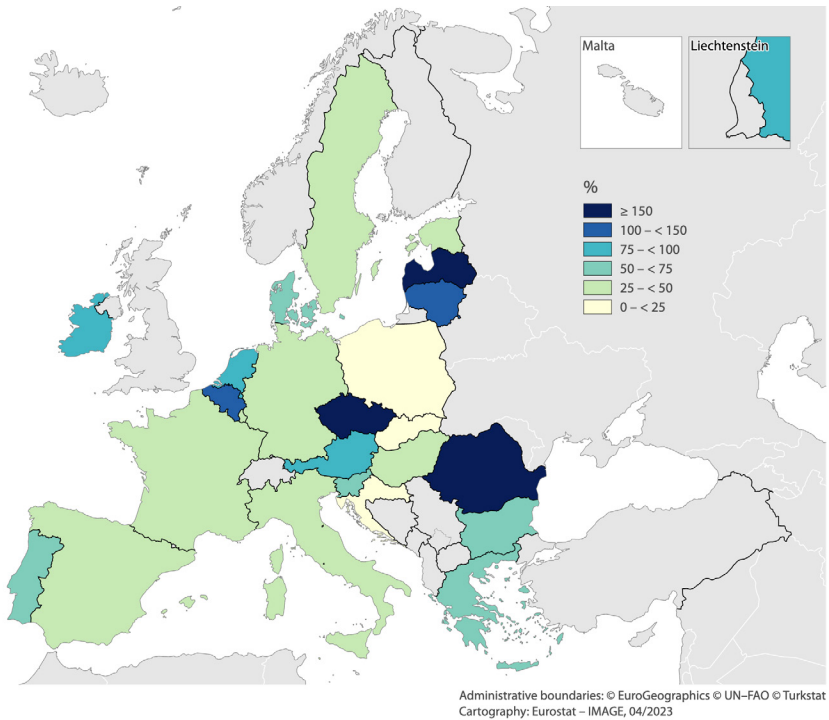 Malta
Liechtenstein
%
≥ 150
100 – < 150
75 – < 100
50 – < 75
25 – < 50
0 – < 25
Administrative boundaries: © EuroGeographics © UN–FAO © Turkstat
Cartography: Eurostat – IMAGE, 04/2023